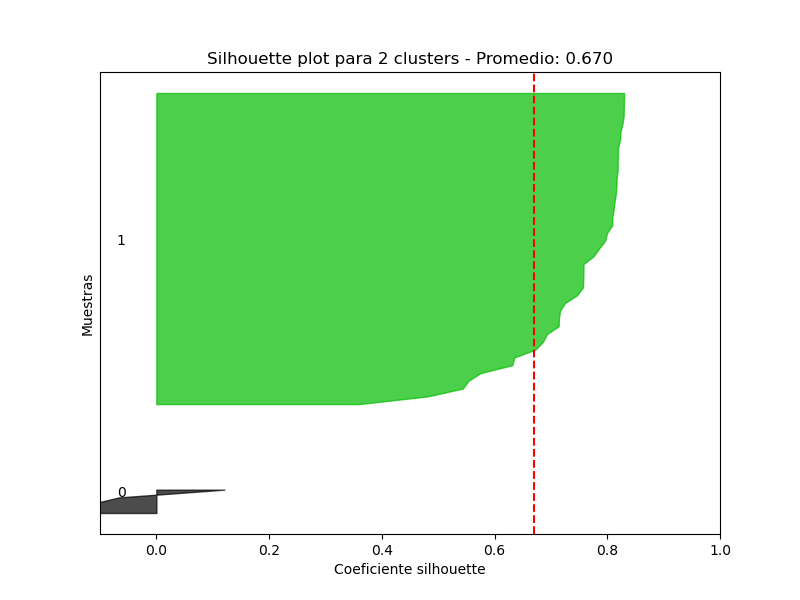 Silhouette plot para 2 clusters - Promedio: 0.670
Muestras
1
0
0.0 0.2 0.4 0.6 0.8 1.0
Coeficiente silhouette